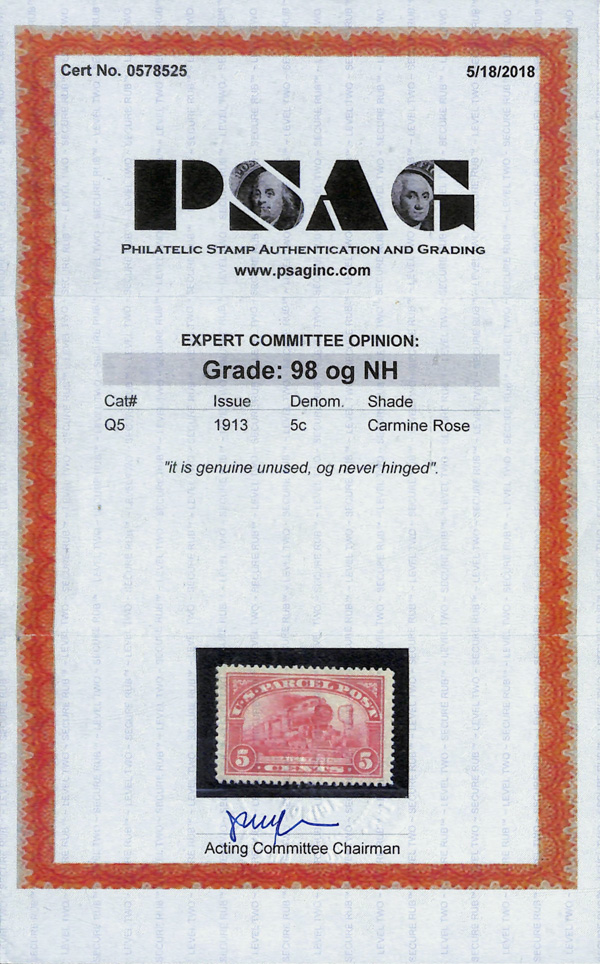 Cert No. 0578525 5/18/2018
PSAG
PHILATELIC STAMP AUTHENTICATION AND GRADING
www.psaginc.com
EXPERT COMMITTEE OPINION:
Grade: 98 og NH
Cat# Issue Denom. Shade
Q5 1913 5c Carmine Rose
"it is genuine unused, og never hinged".
U·S·PARCEL POST
5 5
·CENTS·
Acting Committee Chairman